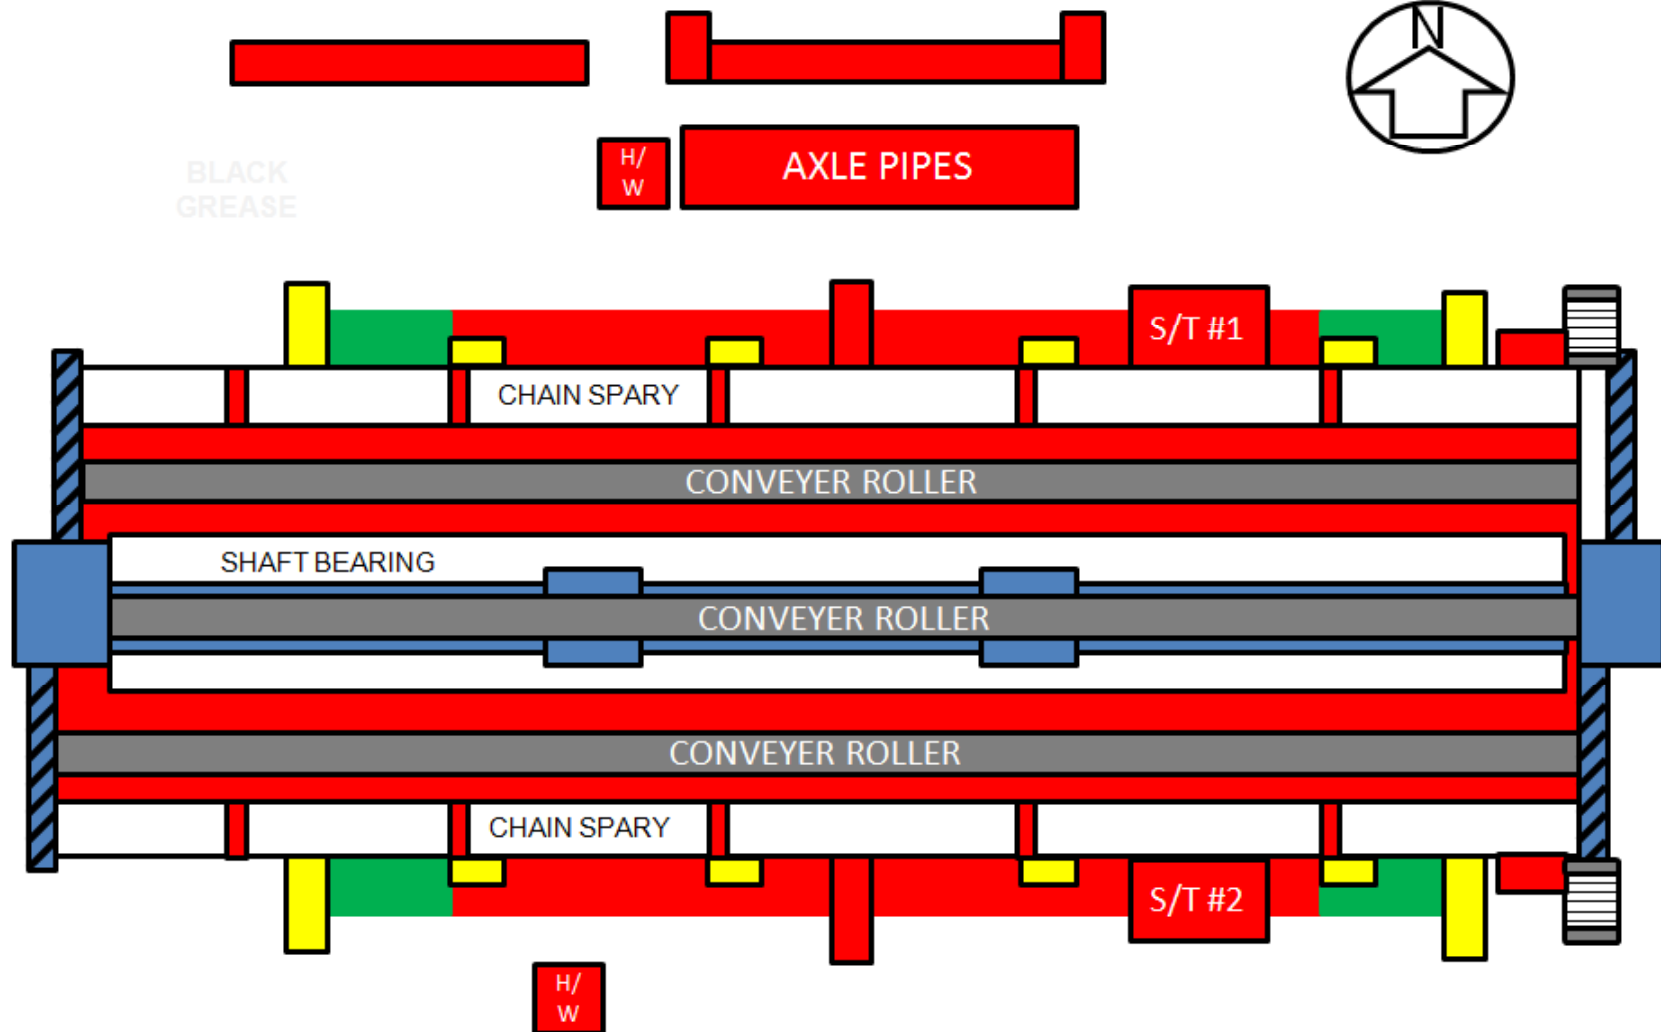 N
H/
W
AXLE PIPES
BLACK
GREASE
S/T #1
CHAIN SPARY
CONVEYER ROLLER
SHAFT BEARING
CONVEYER ROLLER
CONVEYER ROLLER
CHAIN SPARY
S/T #2
H/
W